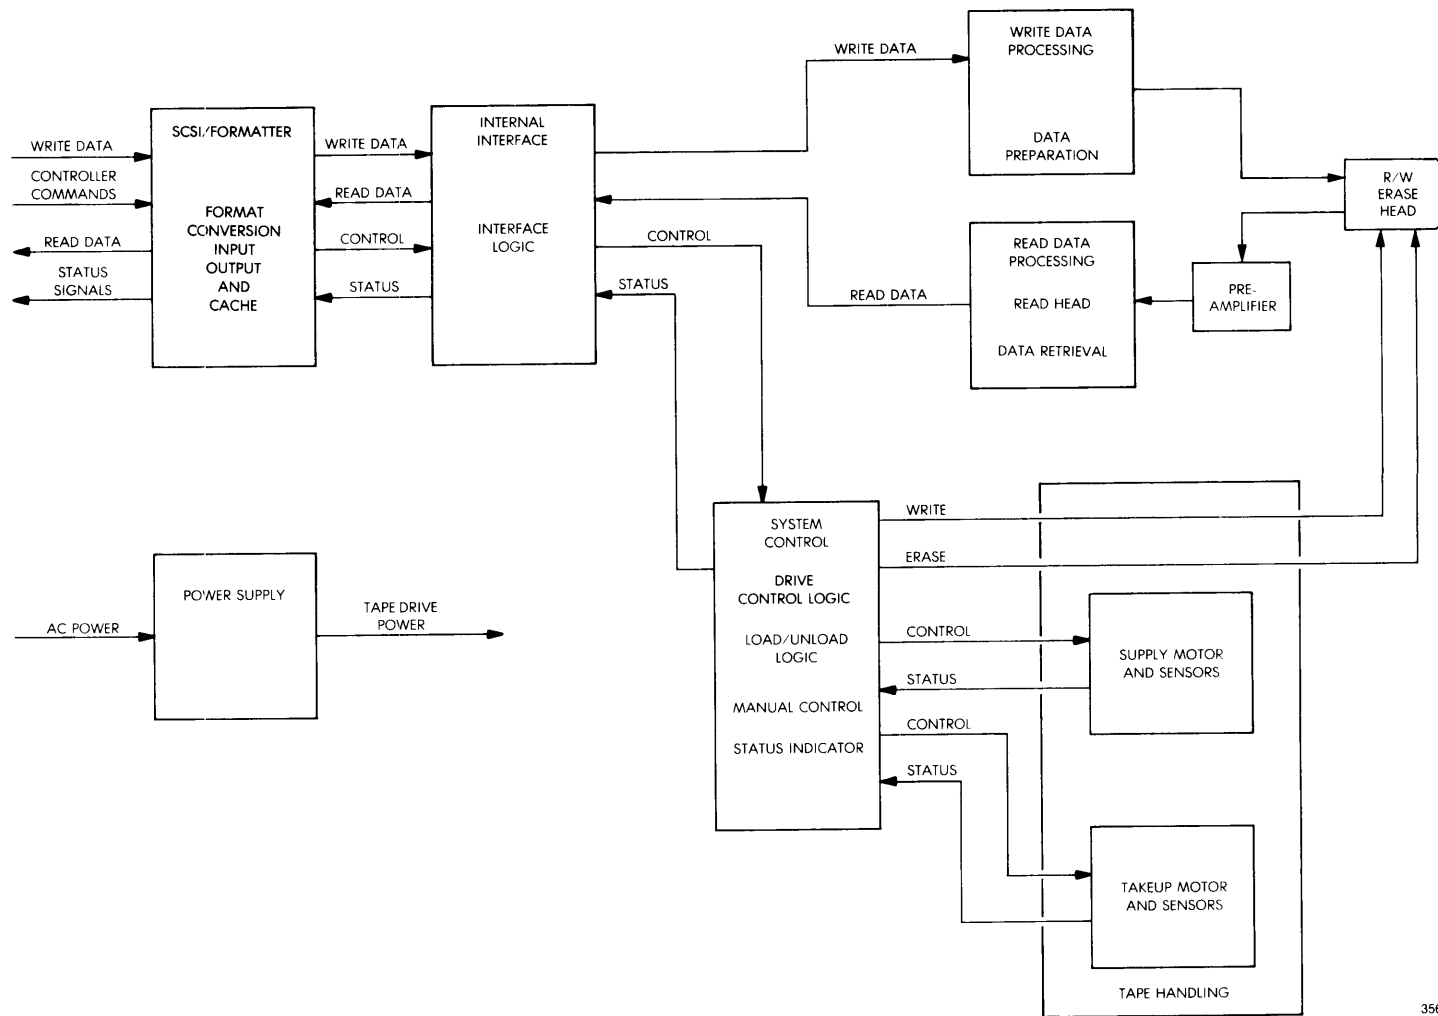 WRITE DATA
CONTROLLER
COMMANDS
READ DATA
STATUS
SIGNALS
SCSI/FORMATTER
FORMAT
CONVERSION
INPUT
OUTPUT
AND
CACHE
WRITE DATA
READ DATA
CONTROL
STATUS
INTERNAL
INTERFACE
INTERFACE
LOGIC
WRITE DATA
CONTROL
STATUS
READ DATA
WRITE DATA
PROCESSING
DATA
PREPARATION
READ DATA
PROCESSING
READ HEAD
DATA RETRIEVAL
PRE-
AMPLIFIER
R/W
ERASE
HEAD
AC POWER
POWER SUPPLY
TAPE DRIVE
POWER
SYSTEM
CONTROL
DRIVE
CONTROL LOGIC
LOAD/UNLOAD
LOGIC
MANUAL CONTROL
STATUS INDICATOR
WRITE
ERASE
CONTROL
STATUS
CONTROL
STATUS
SUPPLY MOTOR
AND SENSORS
TAKEUP MOTOR
AND SENSORS
TAPE HANDLING
356